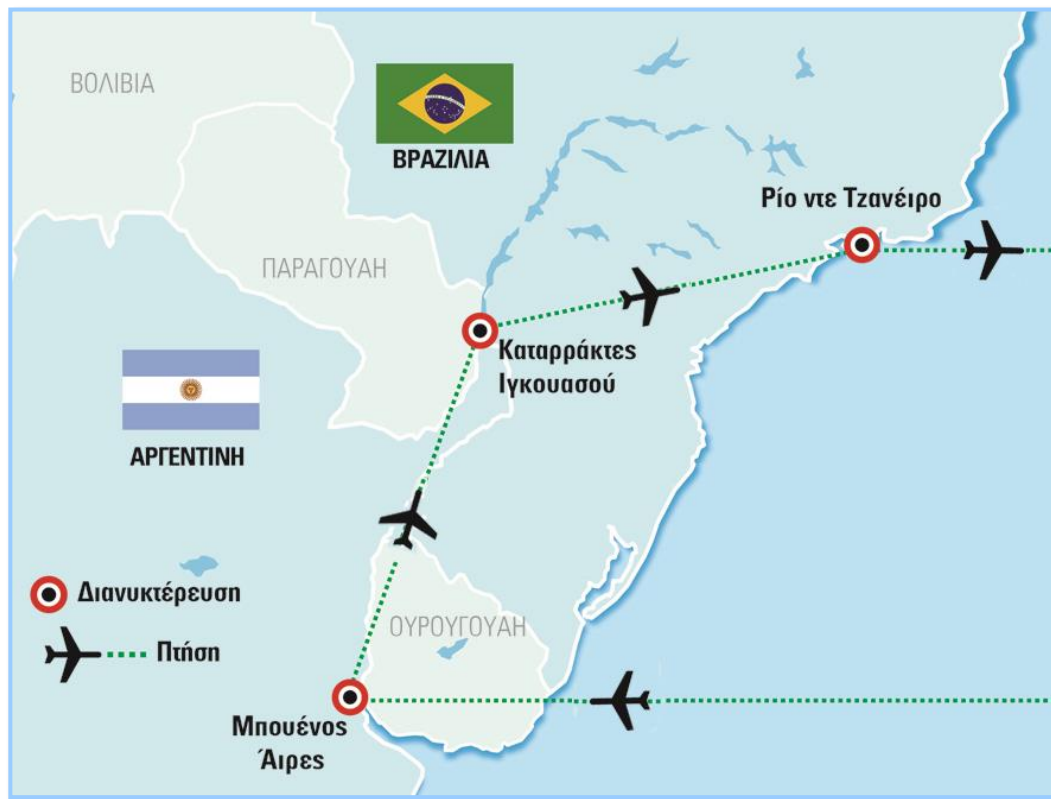 ΒΟΛΙΒΙΑ
ΒΡΑΖΙΛΙΑ
Ρίο ντε Τζανέιρο
ΠΑΡΑΓΟΥΑΗ
Καταρράκτες
Ιγκουασού
ΑΡΓΕΝΤΙΝΗ
Διανυκτέρευση
Πτήση
ΟΥΡΟΥΓΟΥΑΗ
Μπουένος
Άιρες